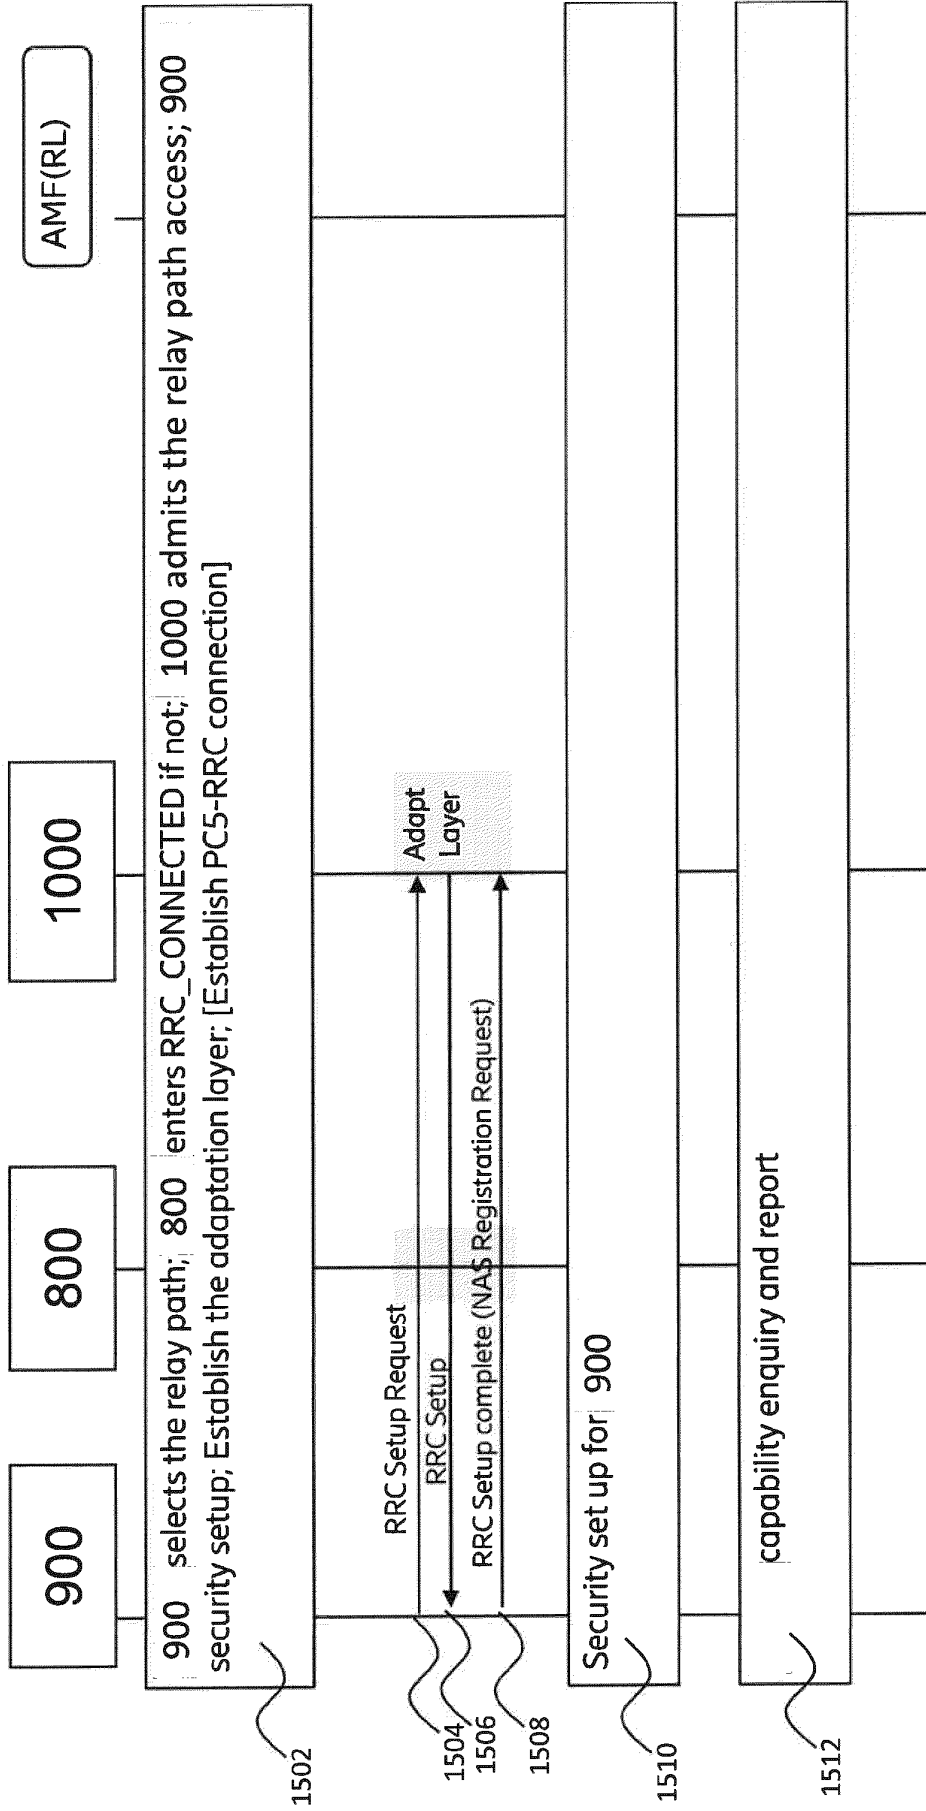 900
800
1000
AMF(RL)
900 selects the relay path; 800 enters RRC_CONNECTED if not; 1000 admits the relay path access; 900
security setup; Establish the adaptation layer; [Establish PC5-RRC connection]
1502
RRC Setup Request
1504
RRC Setup
1506
RRC Setup complete (NAS Registration Request)
1508
Adapt
Layer
Security set up for 900
1510
capability enquiry and report
1512